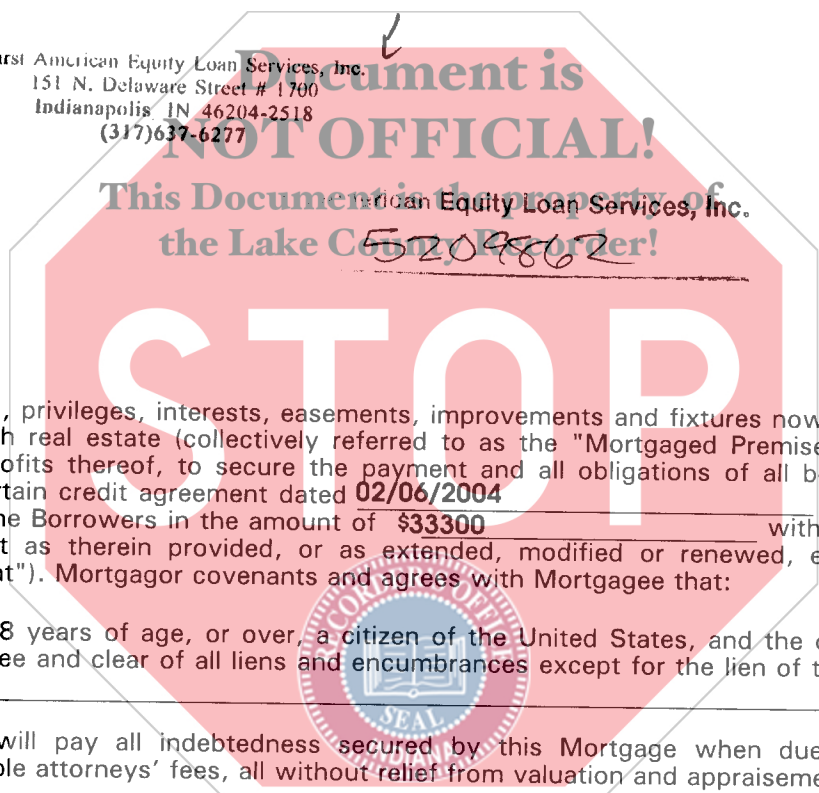 American Equity Loan Services, Inc.
151 N. Delaware Street # 1700
Indianapolis IN 46204-2518
(317)637-6277
Document is
NOT OFFICIAL!
This Document is the property of
the Lake County Recorder!
Equity Loan Services, Inc.
5209862
STOP
, privileges, interests, easements, improvements and fixtures now
h real estate (collectively referred to as the "Mortgaged Premise
ofits thereof, to secure the payment and all obligations of all b
tain credit agreement dated 02/06/2004
ne Borrowers in the amount of $33300 with
t as therein provided, or as extended, modified or renewed, e
nt"). Mortgagor covenants and agrees with Mortgagee that:
8 years of age, or over, a citizen of the United States, and the
ee and clear of all liens and encumbrances except for the lien of t
will pay all indebtedness secured by this Mortgage when due
ble attorneys' fees, all without relief from valuation and appraiseme
RECORDER'S OFFICE
SEAL
INDIANA